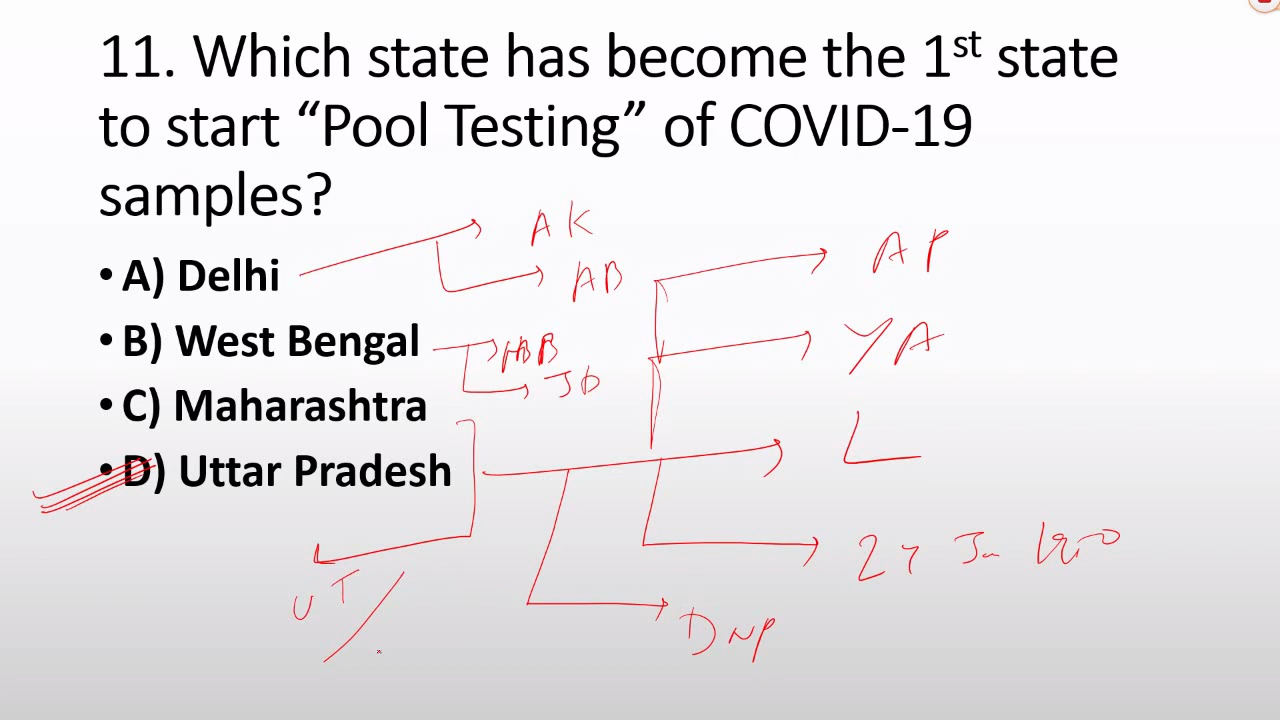 11. Which state has become the 1st state
to start “Pool Testing” of COVID-19
samples?
• A) Delhi
• B) West Bengal
• C) Maharashtra
• D) Uttar Pradesh
AK
AB
AP
YA
JD
L
UT
DNP